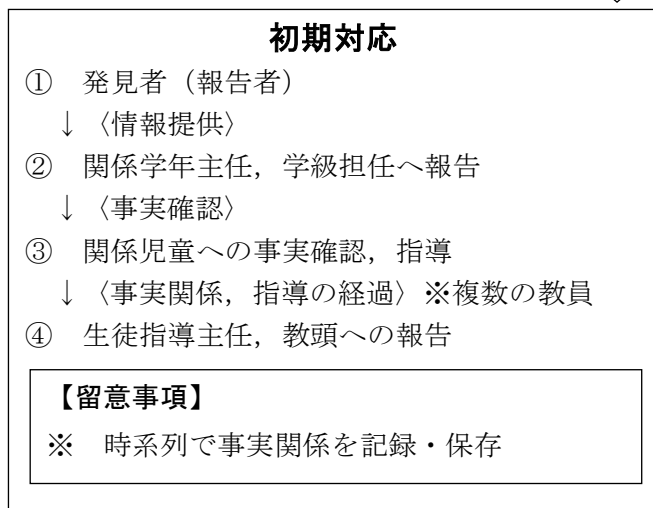 初期対応
①　発見者（報告者）
↓〈情報提供〉
②　関係学年主任，学級担任へ報告
↓〈事実確認〉
③　関係児童への事実確認，指導
↓〈事実関係，指導の経過〉※複数の教員
④　生徒指導主任，教頭への報告
【留意事項】
※　時系列で事実関係を記録・保存